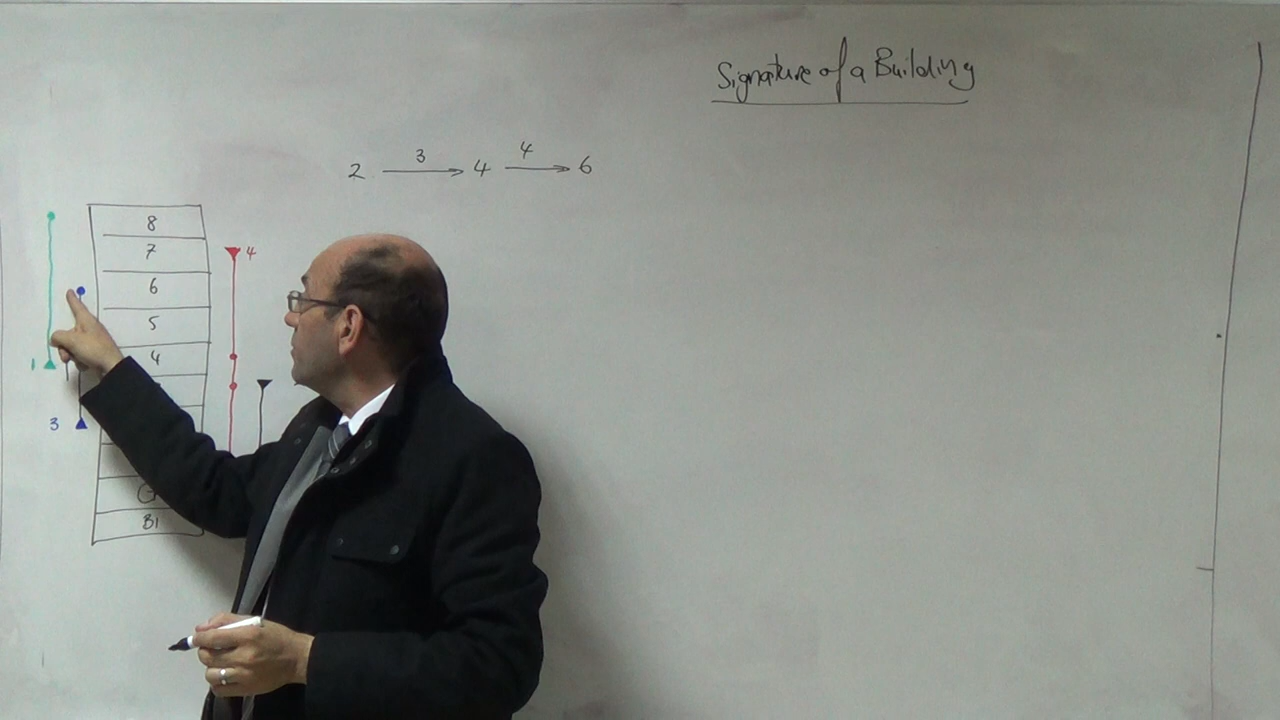 Signature of a Building
3 4
2 → 4 → 6
8
7 4
6
5
1 4
3
B1